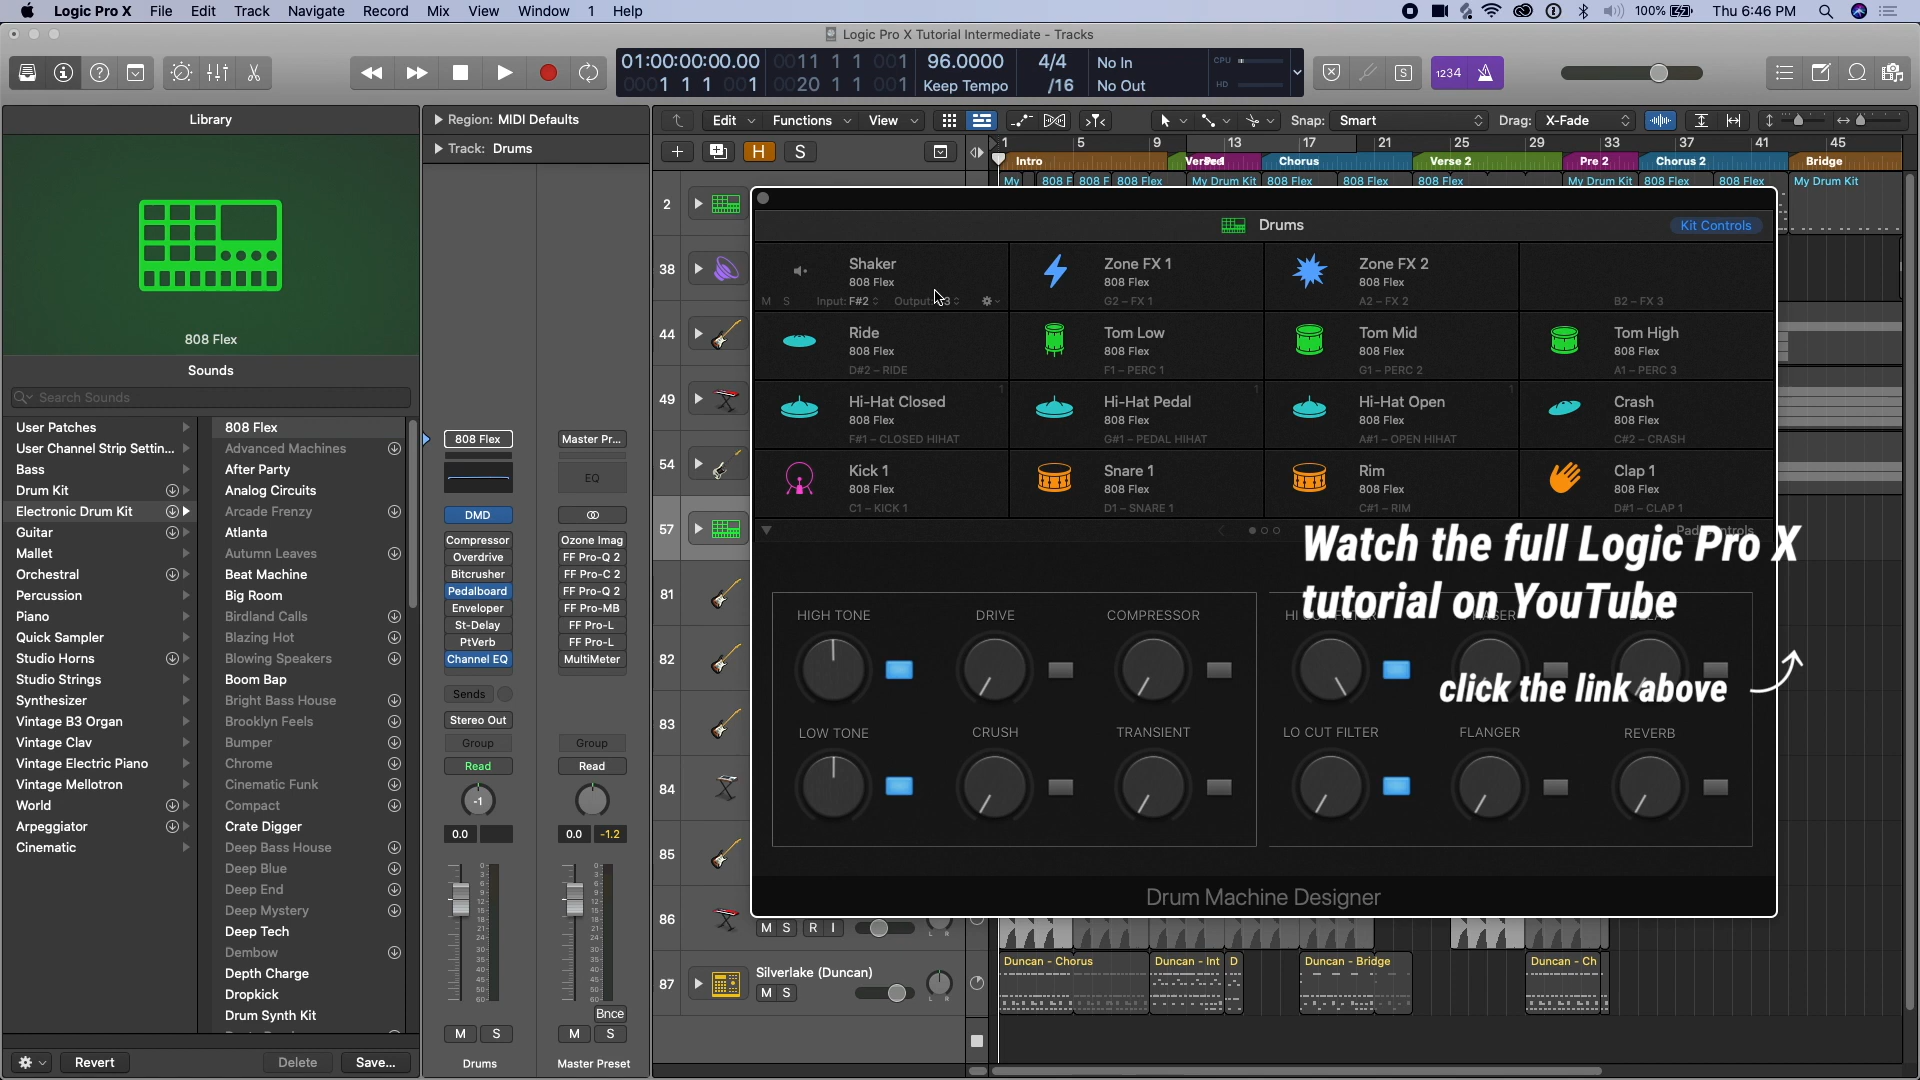 Logic Pro X File Edit Track Navigate Record Mix View Window 1 Help 100% Thu 6:46 PM
Logic Pro X Tutorial Intermediate - Tracks
01:00:00:00.00 0011 1 1 001 96.0000 4/4 No In CPU
0001 1 1 001 0020 1 1 001 Keep Tempo /16 No Out HD
1234
Library
Region: MIDI Defaults
Track: Drums
Edit Functions View Snap: Smart Drag: X-Fade
H S
1 5 9 13 17 21 25 29 33 37 41 45
Intro Chorus Verse 2 Pre 2 Chorus 2 Bridge
My 808 F 808 F 808 Flex My Drum Kit 808 Flex 808 Flex 808 Flex My Drum Kit 808 Flex 808 Flex My Drum Kit
808 Flex
Sounds
Search Sounds
User Patches
User Channel Strip Settin...
Bass
Drum Kit
Electronic Drum Kit
Guitar
Mallet
Orchestral
Percussion
Piano
Quick Sampler
Studio Horns
Studio Strings
Synthesizer
Vintage B3 Organ
Vintage Clav
Vintage Electric Piano
Vintage Mellotron
World
Arpeggiator
Cinematic
808 Flex
Advanced Machines
After Party
Analog Circuits
Arcade Frenzy
Atlanta
Autumn Leaves
Beat Machine
Big Room
Birdland Calls
Blazing Hot
Blowing Speakers
Boom Bap
Bright Bass House
Brooklyn Feels
Bumper
Chrome
Cinematic Funk
Compact
Crate Digger
Deep Bass House
Deep Blue
Deep End
Deep Mystery
Deep Tech
Dembow
Depth Charge
Dropkick
Drum Synth Kit
Revert Delete Save...
808 Flex
DMD
Compressor
Overdrive
Bitcrusher
Pedalboard
Enveloper
St-Delay
PtVerb
Channel EQ
Sends
Stereo Out
Group
Read
-1
0.0
M S
Drums
Master Pr...
EQ
Ozone Imag
FF Pro-Q 2
FF Pro-C 2
FF Pro-Q 2
FF Pro-MB
FF Pro-L
FF Pro-L
MultiMeter
Group
Read
0.0 -1.2
Bnce
M S
Master Preset
2
38
44
49
54
57
81
82
83
84
85
86
87
Drums Kit Controls
Shaker Zone FX 1 Zone FX 2
808 Flex 808 Flex 808 Flex
M S Input: F#2 G2 – FX 1 A2 – FX 2 B2 – FX 3
Ride Tom Low Tom Mid Tom High
808 Flex 808 Flex 808 Flex 808 Flex
D#2 – RIDE F1 – PERC 1 G1 – PERC 2 A1 – PERC 3
Hi-Hat Closed 1 Hi-Hat Pedal 1 Hi-Hat Open 1 Crash
808 Flex 808 Flex 808 Flex 808 Flex
F#1 – CLOSED HIHAT G#1 – PEDAL HIHAT A#1 – OPEN HIHAT C#2 – CRASH
Kick 1 Snare 1 Rim Clap 1
808 Flex 808 Flex 808 Flex 808 Flex
C1 – KICK 1 D1 – SNARE 1 C#1 – RIM D#1 – CLAP 1
Watch the full Logic Pro X
tutorial on YouTube
click the link above
HIGH TONE DRIVE COMPRESSOR
LOW TONE CRUSH TRANSIENT LO CUT FILTER FLANGER REVERB
Drum Machine Designer
M S R I L R
Silverlake (Duncan)
M S L R
Duncan - Chorus Duncan - Int D Duncan - Bridge Duncan - Ch